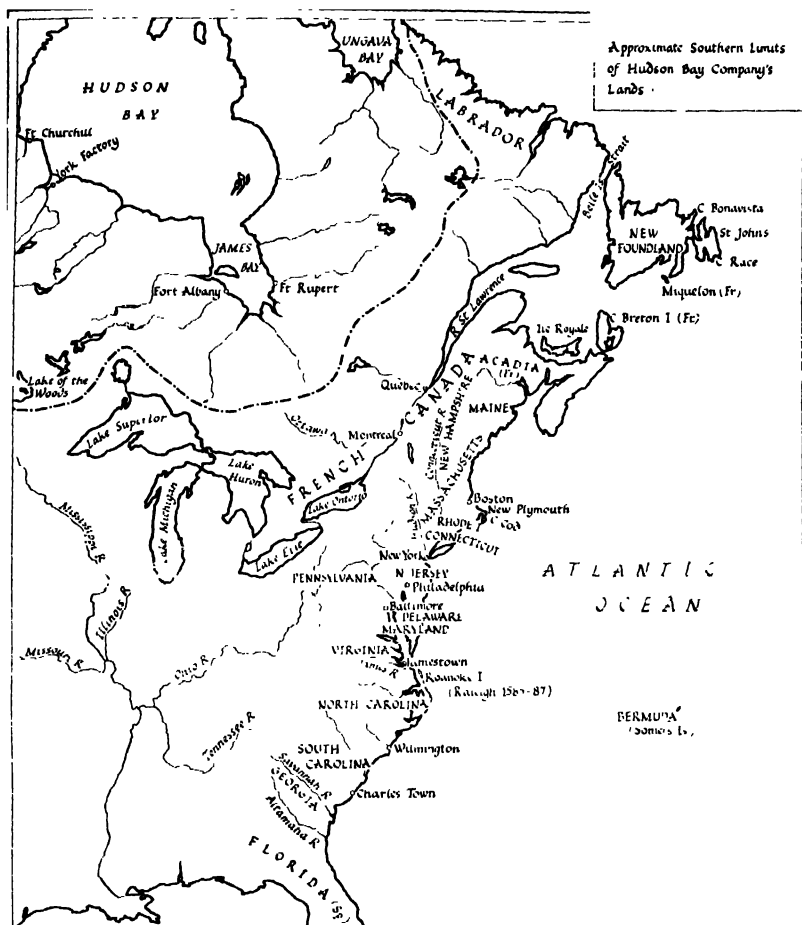 Approximate Southern Limits
of Hudson Bay Company's
Lands
UNGAVA
BAY
HUDSON
BAY
LABRADOR
Ft Churchill
York Factory
Belle Is Strait
C Bonavista
NEW
FOUNDLAND
St Johns
C Race
JAMES
BAY
Fort Albany
Ft Rupert
Miquelon (Fr)
R St Lawrence
C Breton I (Fr)
Ile Royale
ACADIA
(Fr)
Lake of the
Woods
Quebec
FRENCH CANADA
MAINE
Ottawa R
Montreal
Connecticut R
NEW HAMPSHIRE
MASSACHUSETTS
Lake Superior
Lake
Huron
Lake Michigan
Lake Ontario
Lake Erie
Boston
New Plymouth
C Cod
RHODE
CONNECTICUT
Mississippi R
New York
N JERSEY
PENNSYLVANIA
Philadelphia
ATLANTIC
OCEAN
Baltimore
DELAWARE
MARYLAND
Illinois R
Missouri R
Ohio R
VIRGINIA
James R
Jamestown
Roanoke I
NORTH CAROLINA
BERMUDA
(Somers Is)
Tennessee R
SOUTH
CAROLINA
Wilmington
Savannah R
GEORGIA
Charles Town
Altamaha R
FLORIDA (Sp)